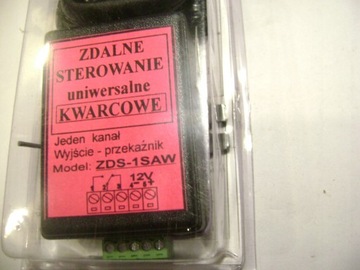 ZDALNE
STEROWANIE
uniwersalne
KWARCOWE
Jeden kanał
Wyjście - przekaźnik
Model: ZDS-1SAW
12V
- +